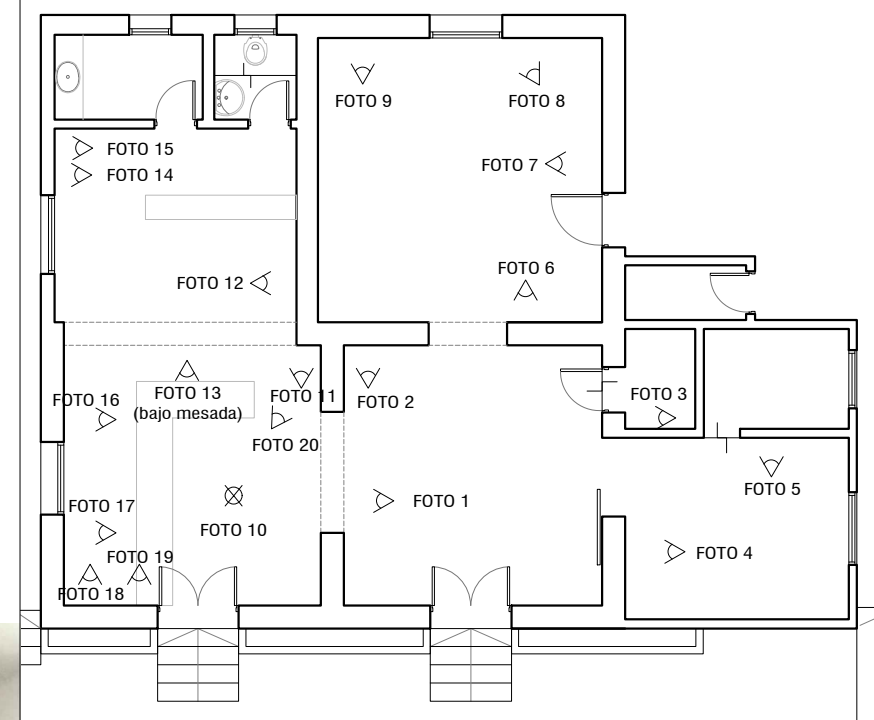 FOTO 9
FOTO 8
FOTO 15
FOTO 14
FOTO 7
FOTO 12
FOTO 6
FOTO 13
(bajo mesada)
FOTO 11
FOTO 2
FOTO 3
FOTO 16
FOTO 20
FOTO 5
FOTO 1
FOTO 17
FOTO 10
FOTO 4
FOTO 19
FOTO 18